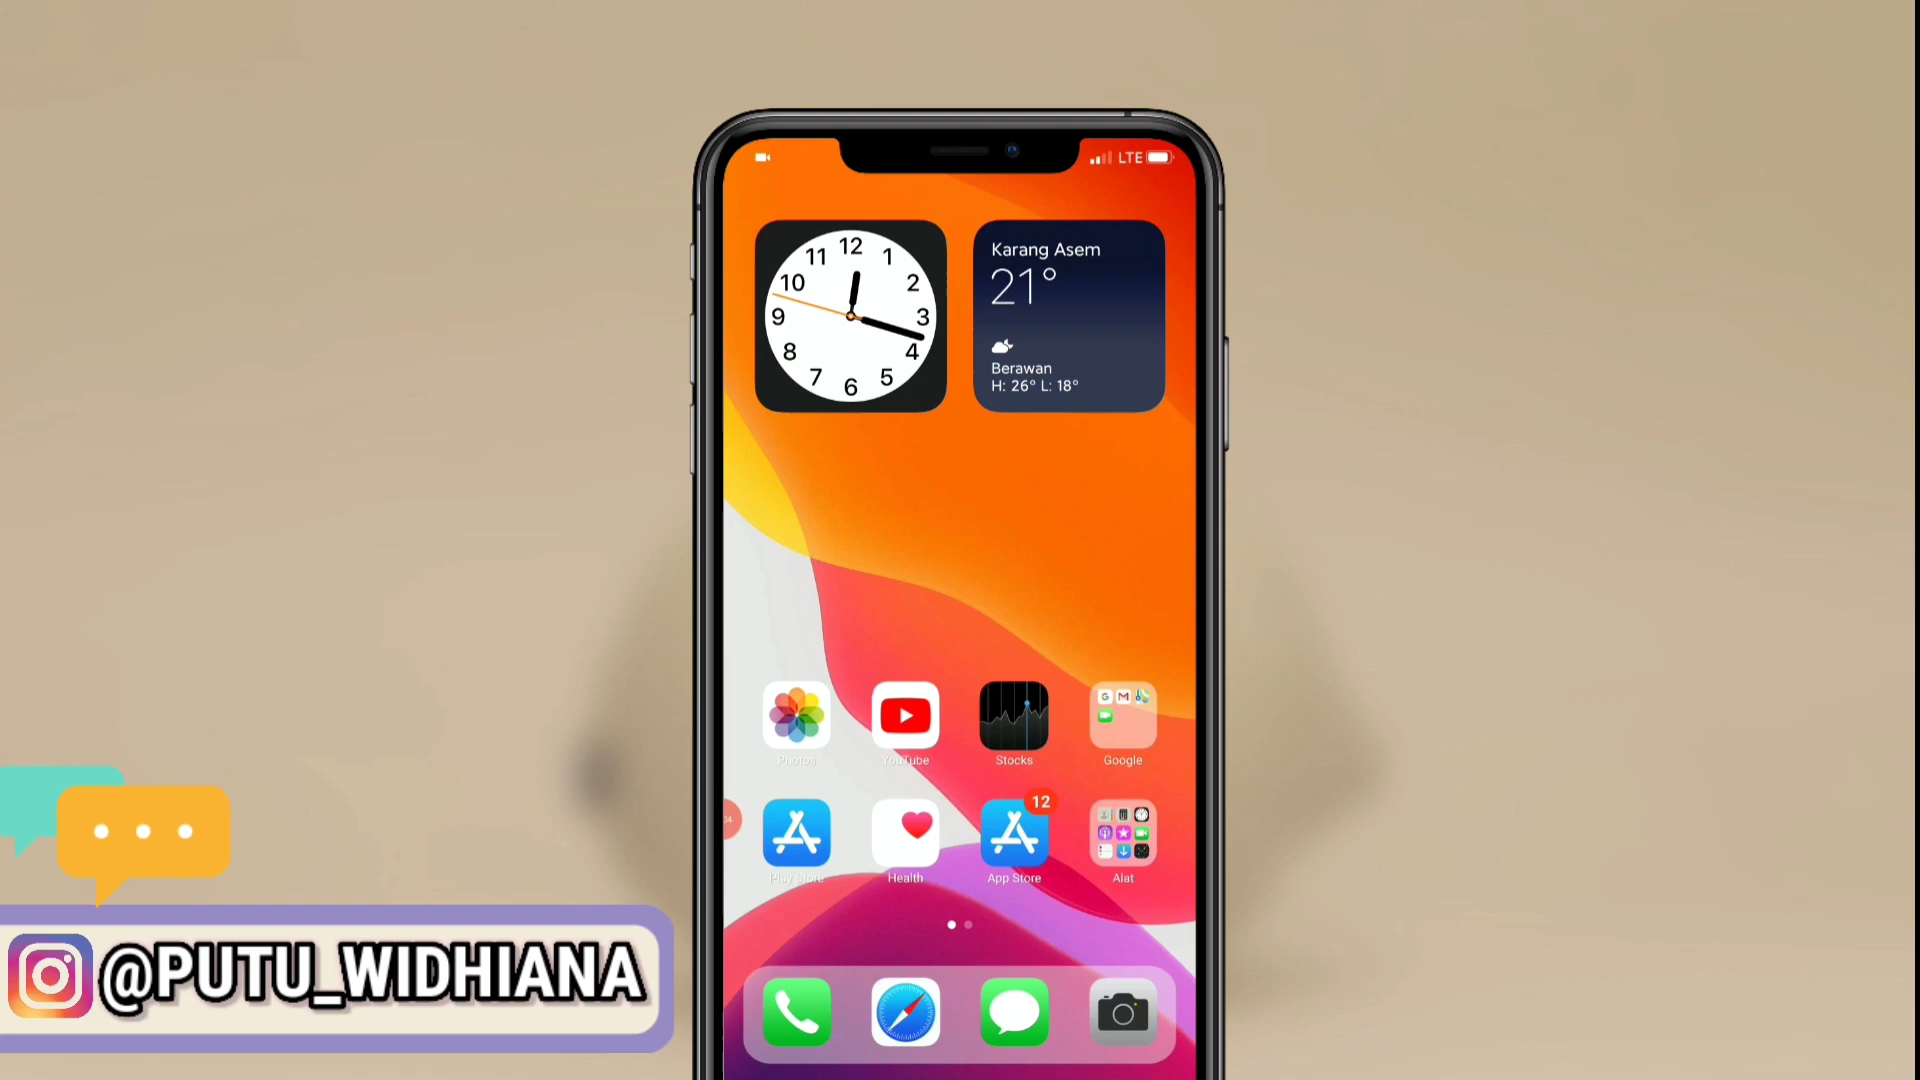 LTE
12
11 1
10 2
9 3
8 4
7 5
6
Karang Asem
21°
Berawan
H: 26° L: 18°
G M
Photos YouTube Stocks Google
12
Play Store Health App Store Alat
@PUTU_WIDHIANA